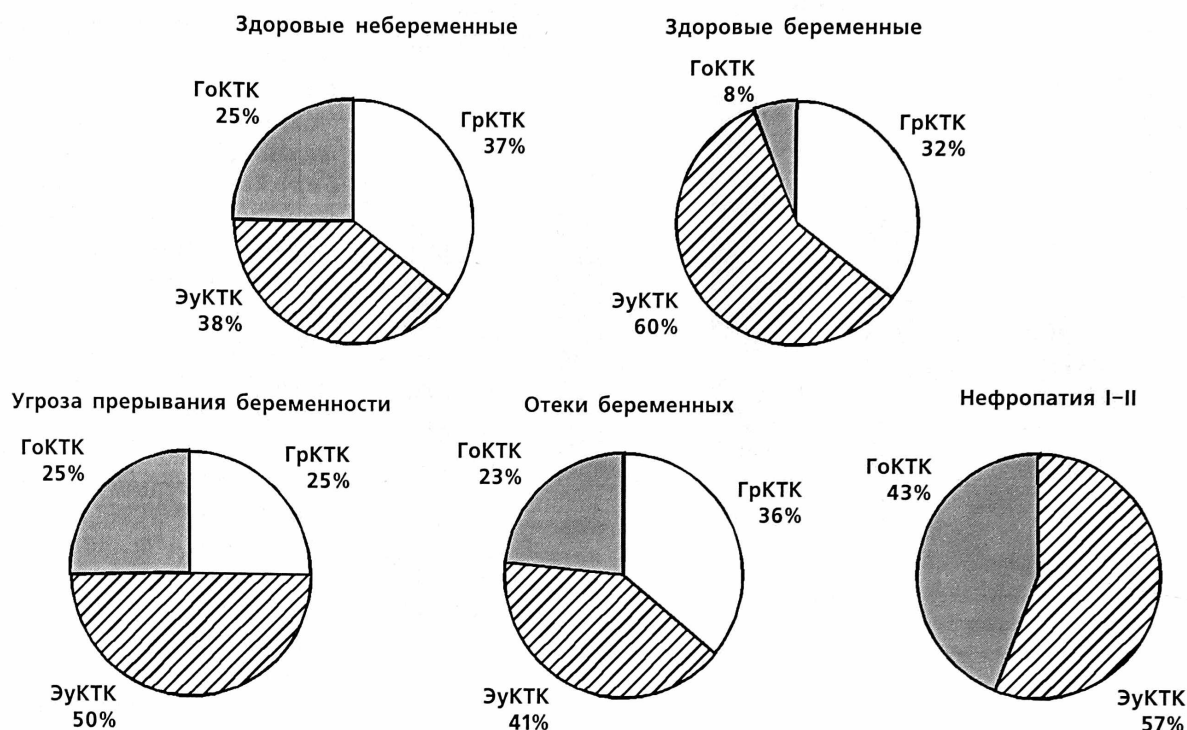 Здоровые небеременные
ГоКТК
25%
ГрКТК
37%
ЭуКТК
38%
Здоровые беременные
ГоКТК
8%
ГрКТК
32%
ЭуКТК
60%
Угроза прерывания беременности
ГоКТК
25%
ГрКТК
25%
ЭуКТК
50%
Отеки беременных
ГоКТК
23%
ГрКТК
36%
ЭуКТК
41%
Нефропатия I–II
ГоКТК
43%
ЭуКТК
57%